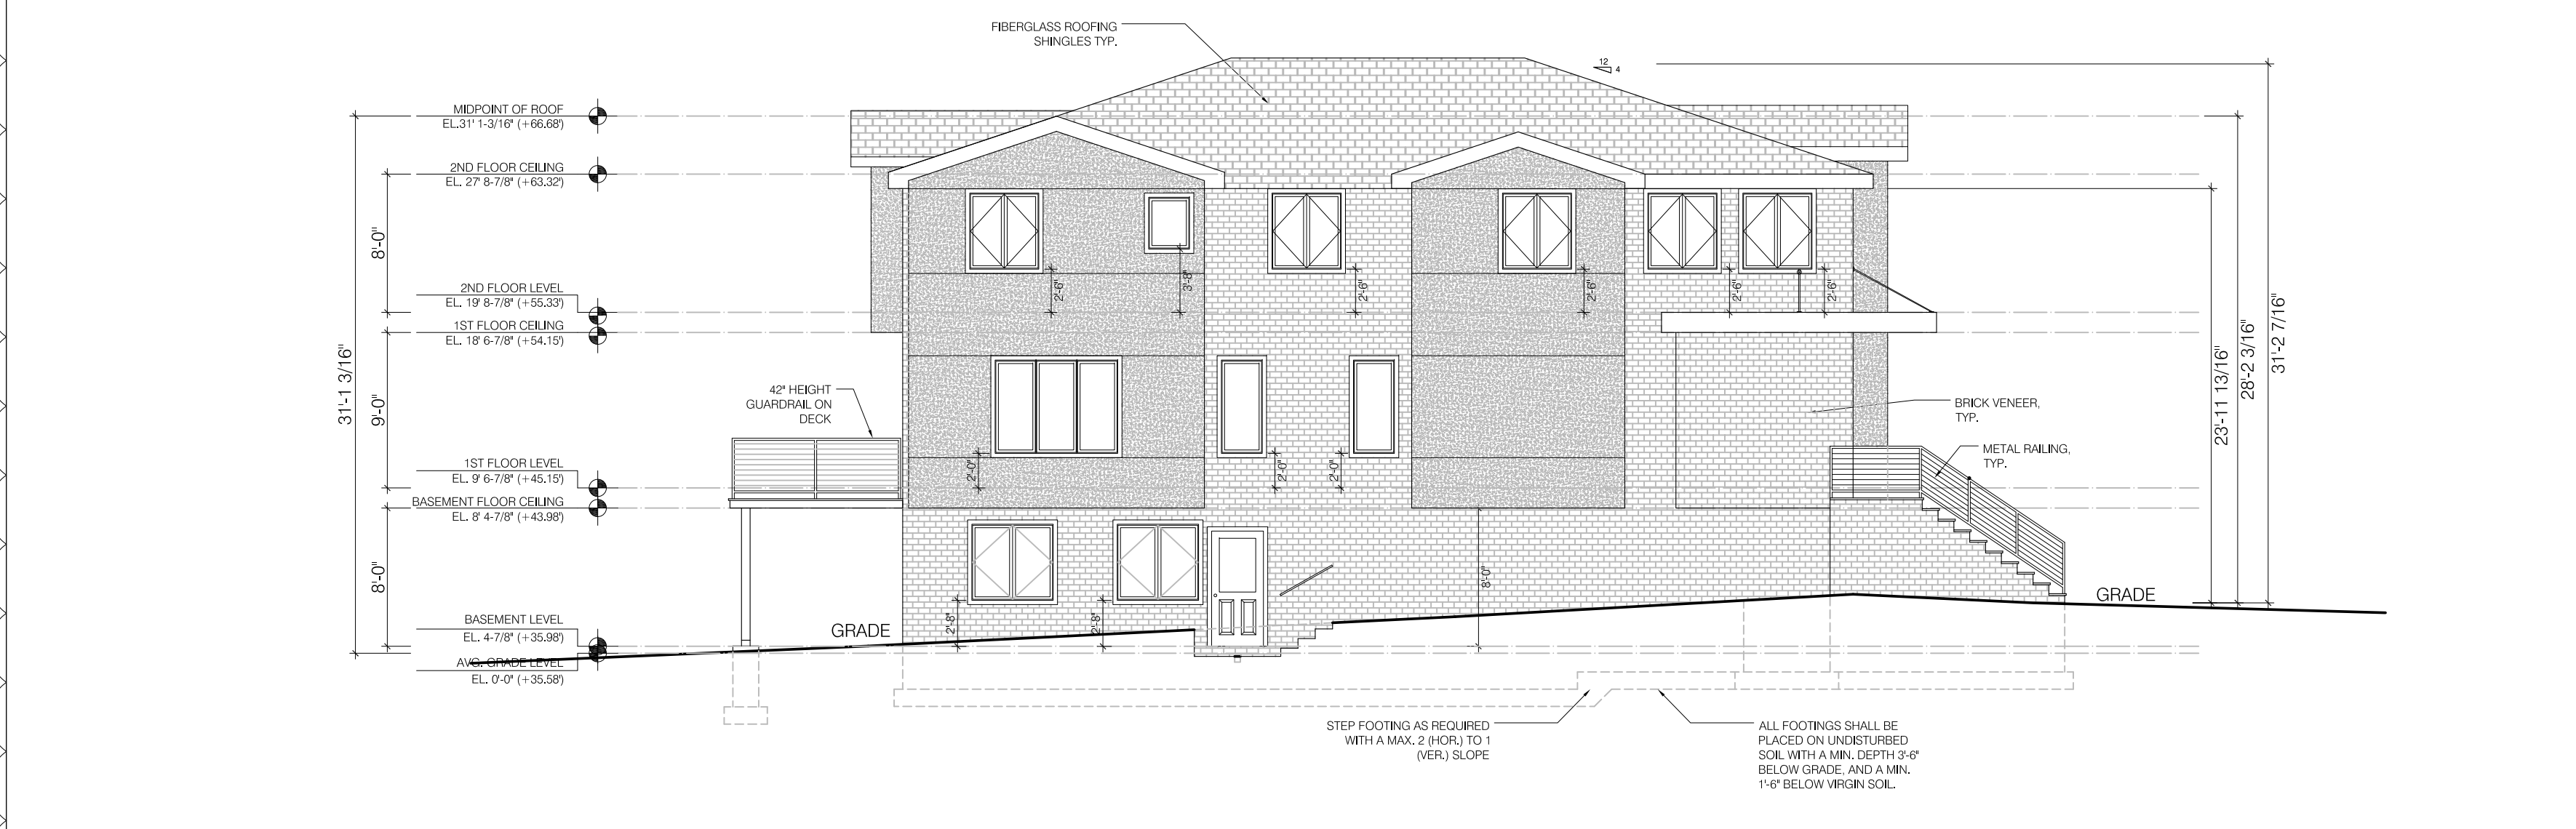 FIBERGLASS ROOFING
SHINGLES TYP.
12
4
MIDPOINT OF ROOF
EL.31' 1-3/16" (+66.68')
2ND FLOOR CEILING
EL. 27' 8-7/8" (+63.32')
8'-0"
2ND FLOOR LEVEL
EL. 19' 8-7/8" (+55.33')
1ST FLOOR CEILING
EL. 18' 6-7/8" (+54.15')
31'-1 3/16"
9'-0"
42" HEIGHT
GUARDRAIL ON
DECK
1ST FLOOR LEVEL
EL. 9' 6-7/8" (+45.15')
BASEMENT FLOOR CEILING
EL. 8' 4-7/8" (+43.98')
8'-0"
BASEMENT LEVEL
EL. 4-7/8" (+35.98')
AVG. GRADE LEVEL
EL. 0'-0" (+35.58')
GRADE
2'-6"
3'-8"
2'-6"
2'-6"
2'-6"
2'-6"
2'-0"
2'-0"
2'-0"
2'-8"
2'-8"
8'-0"
BRICK VENEER,
TYP.
METAL RAILING,
TYP.
23'-11 13/16"
28'-2 3/16"
31'-2 7/16"
GRADE
STEP FOOTING AS REQUIRED
WITH A MAX. 2 (HOR.) TO 1
(VER.) SLOPE
ALL FOOTINGS SHALL BE
PLACED ON UNDISTURBED
SOIL WITH A MIN. DEPTH 3'-6"
BELOW GRADE, AND A MIN.
1'-6" BELOW VIRGIN SOIL.